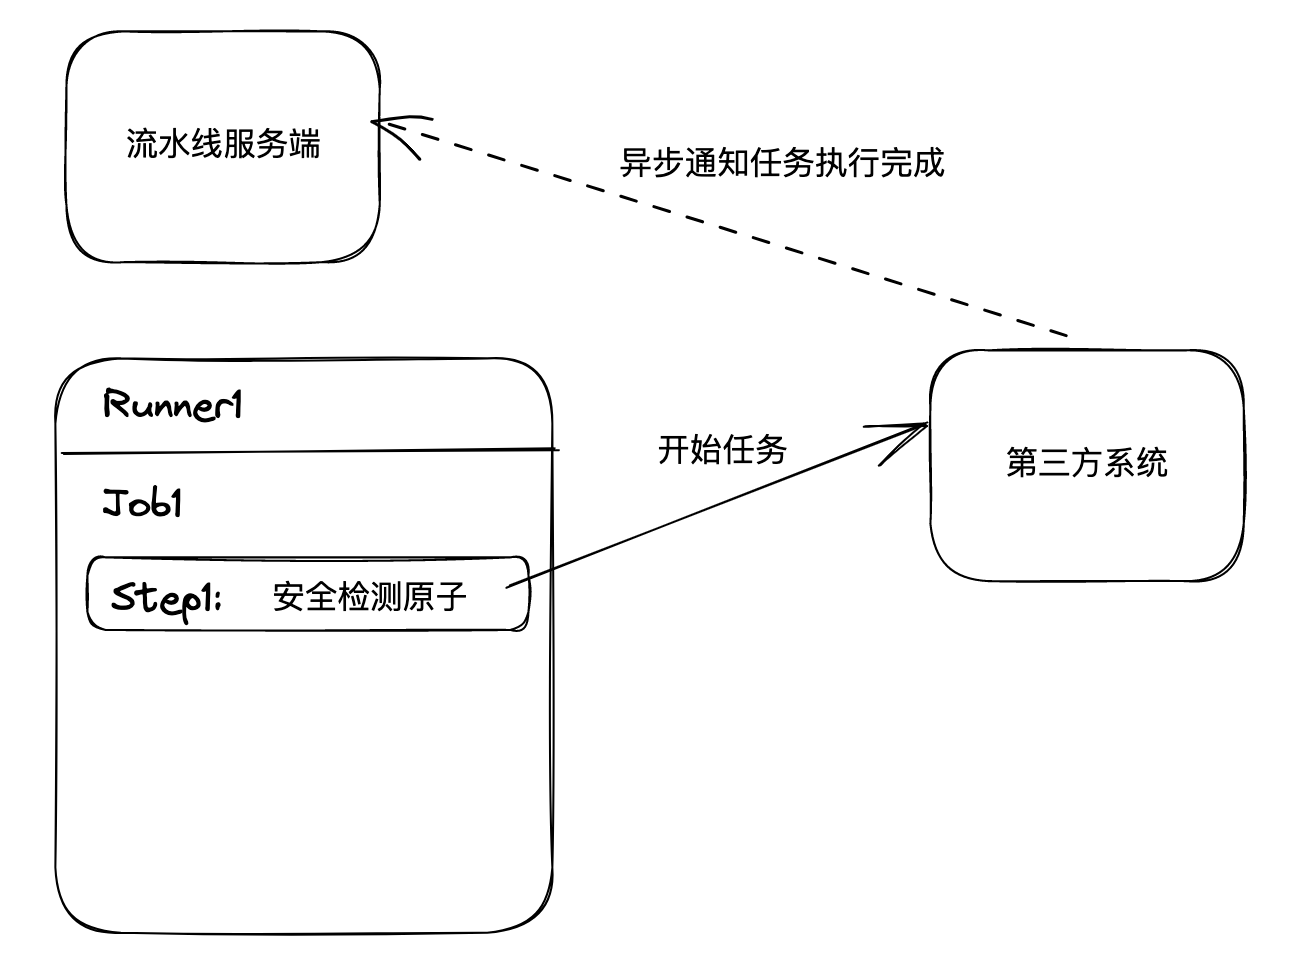 流水线服务端
异步通知任务执行完成
Runner1
开始任务
第三方系统
Job1
Step1: 安全检测原子